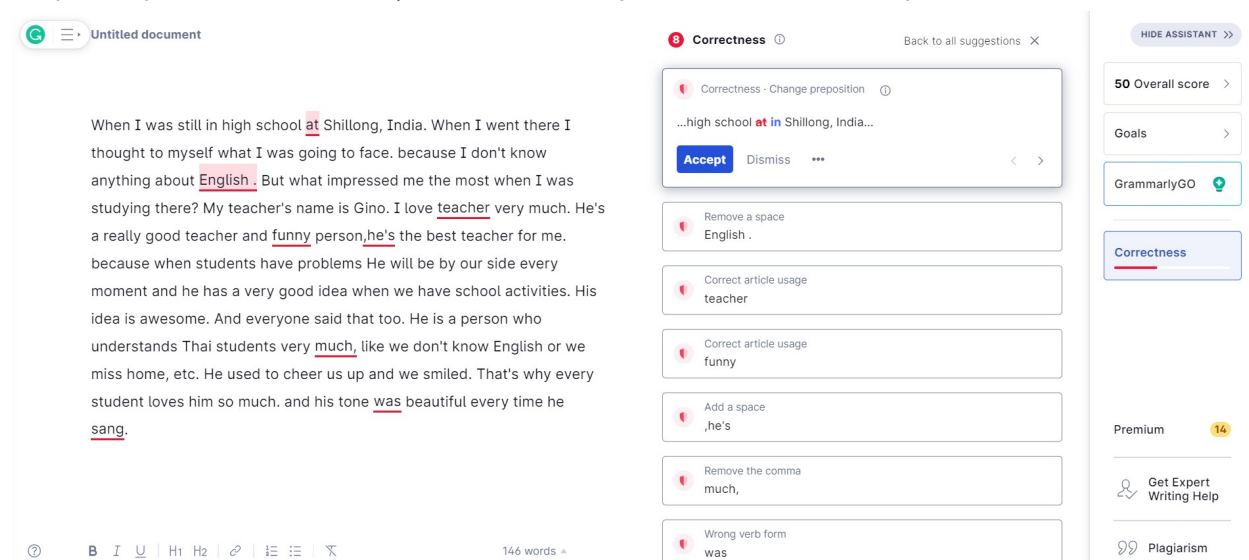 Untitled document
When I was still in high school at Shillong, India. When I went there I
thought to myself what I was going to face. because I don't know
anything about English . But what impressed me the most when I was
studying there? My teacher's name is Gino. I love teacher very much. He's
a really good teacher and funny person,he's the best teacher for me.
because when students have problems He will be by our side every
moment and he has a very good idea when we have school activities. His
idea is awesome. And everyone said that too. He is a person who
understands Thai students very much, like we don't know English or we
miss home, etc. He used to cheer us up and we smiled. That's why every
student loves him so much. and his tone was beautiful every time he
sang.
B I U H1 H2
146 words
8 Correctness
Back to all suggestions
Correctness · Change preposition
...high school at in Shillong, India...
Accept Dismiss
Remove a space
English .
Correct article usage
teacher
Correct article usage
funny
Add a space
,he's
Remove the comma
much,
Wrong verb form
was
HIDE ASSISTANT
50 Overall score
Goals
GrammarlyGO
Correctness
Premium 14
Get Expert
Writing Help
Plagiarism